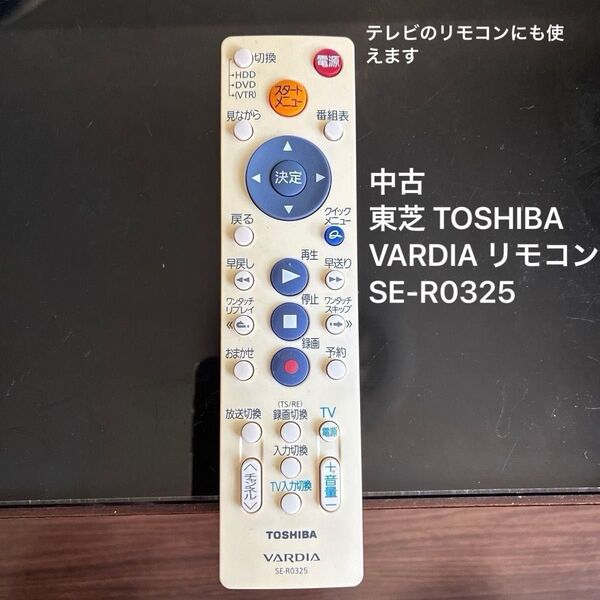 テレビのリモコンにも使
えます
中古
東芝 TOSHIBA
VARDIA リモコン
SE-R0325
切換
電源
→HDD
→DVD
→(VTR)
スタート
メニュー
見ながら
番組表
決定
戻る
クイック
メニュー
再生
早戻し
早送り
停止
ワンタッチ
リプレイ
ワンタッチ
スキップ
録画
おまかせ
予約
(TS/RE)
放送切換
録画切換
TV
電源
入力切換
チャンネル
+
音量
-
TV入力切換
TOSHIBA
VARDIA
SE-R0325